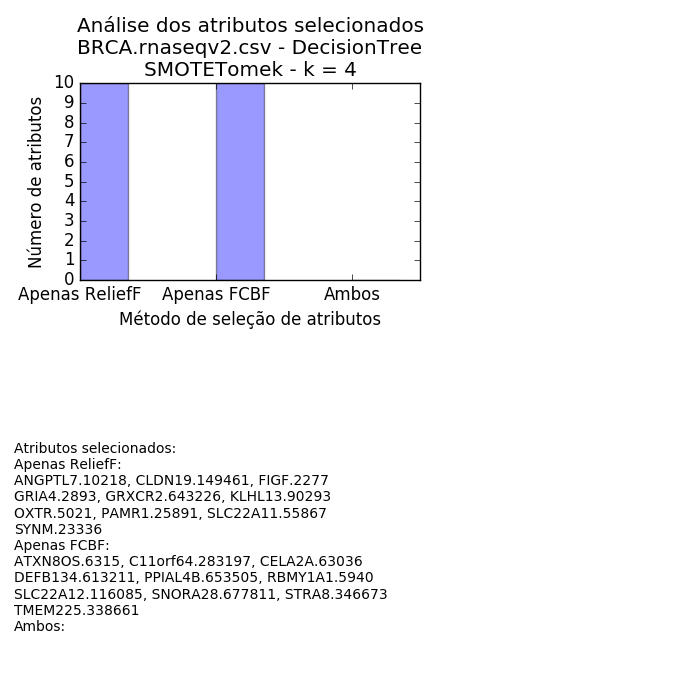 Análise dos atributos selecionados
BRCA.rnaseqv2.csv - DecisionTree
SMOTETomek - k = 4
Número de atributos
10
9
8
7
6
5
4
3
2
1
0
Apenas ReliefF Apenas FCBF Ambos
Método de seleção de atributos
Atributos selecionados:
Apenas ReliefF:
ANGPTL7.10218, CLDN19.149461, FIGF.2277
GRIA4.2893, GRXCR2.643226, KLHL13.90293
OXTR.5021, PAMR1.25891, SLC22A11.55867
SYNM.23336
Apenas FCBF:
ATXN8OS.6315, C11orf64.283197, CELA2A.63036
DEFB134.613211, PPIAL4B.653505, RBMY1A1.5940
SLC22A12.116085, SNORA28.677811, STRA8.346673
TMEM225.338661
Ambos: